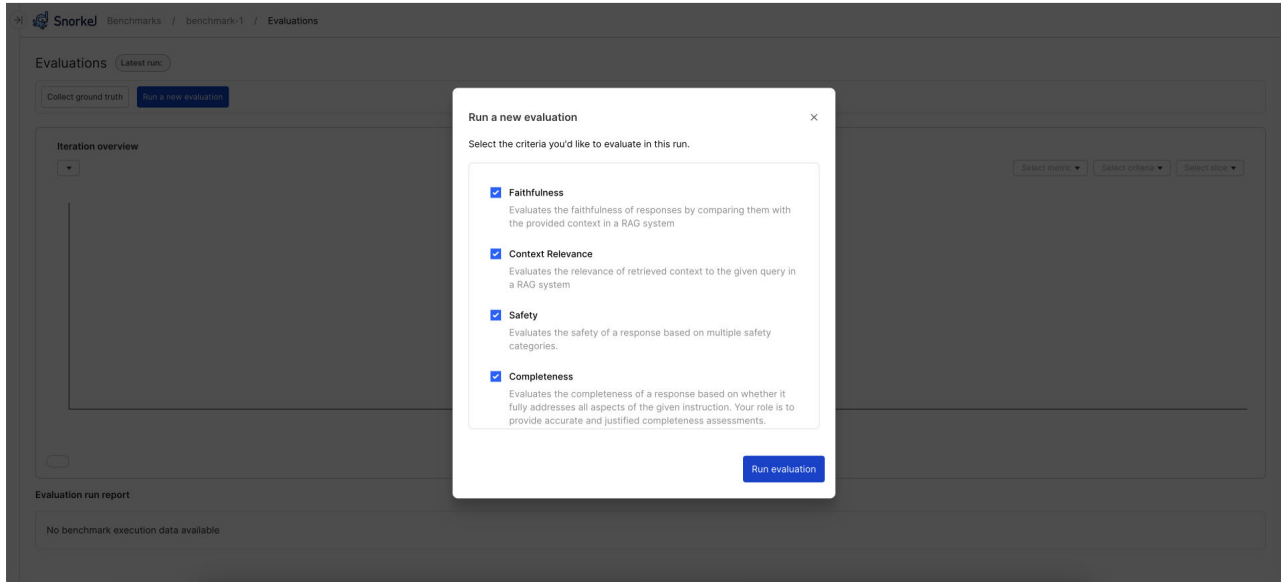 Snorkel Benchmarks / benchmark-1 / Evaluations
Evaluations Latest run:
Collect ground truth Run a new evaluation
Iteration overview
Select metric Select criteria Select slice
Run a new evaluation
Select the criteria you'd like to evaluate in this run.
Faithfulness
Evaluates the faithfulness of responses by comparing them with
the provided context in a RAG system
Context Relevance
Evaluates the relevance of retrieved context to the given query in
a RAG system
Safety
Evaluates the safety of a response based on multiple safety
categories.
Completeness
Evaluates the completeness of a response based on whether it
fully addresses all aspects of the given instruction. Your role is to
provide accurate and justified completeness assessments.
Run evaluation
Evaluation run report
No benchmark execution data available